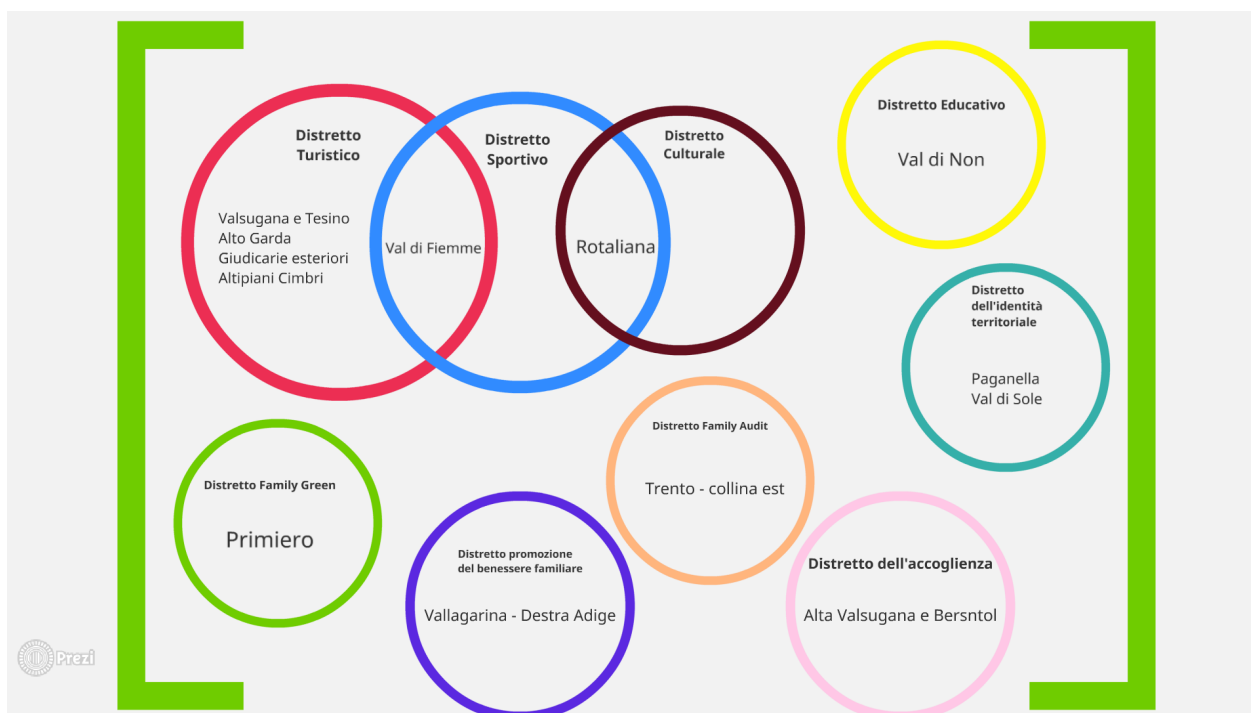 Distretto
Turistico
Valsugana e Tesino
Alto Garda
Giudicarie esteriori
Altipiani Cimbri
Val di Fiemme
Distretto
Sportivo
Rotaliana
Distretto
Culturale
Distretto Educativo
Val di Non
Distretto
dell'identità
territoriale
Paganella
Val di Sole
Distretto Family Green
Primiero
Distretto promozione
del benessere familiare
Vallagarina - Destra Adige
Distretto Family Audit
Trento - collina est
Distretto dell'accoglienza
Alta Valsugana e Bersntol
Prezi